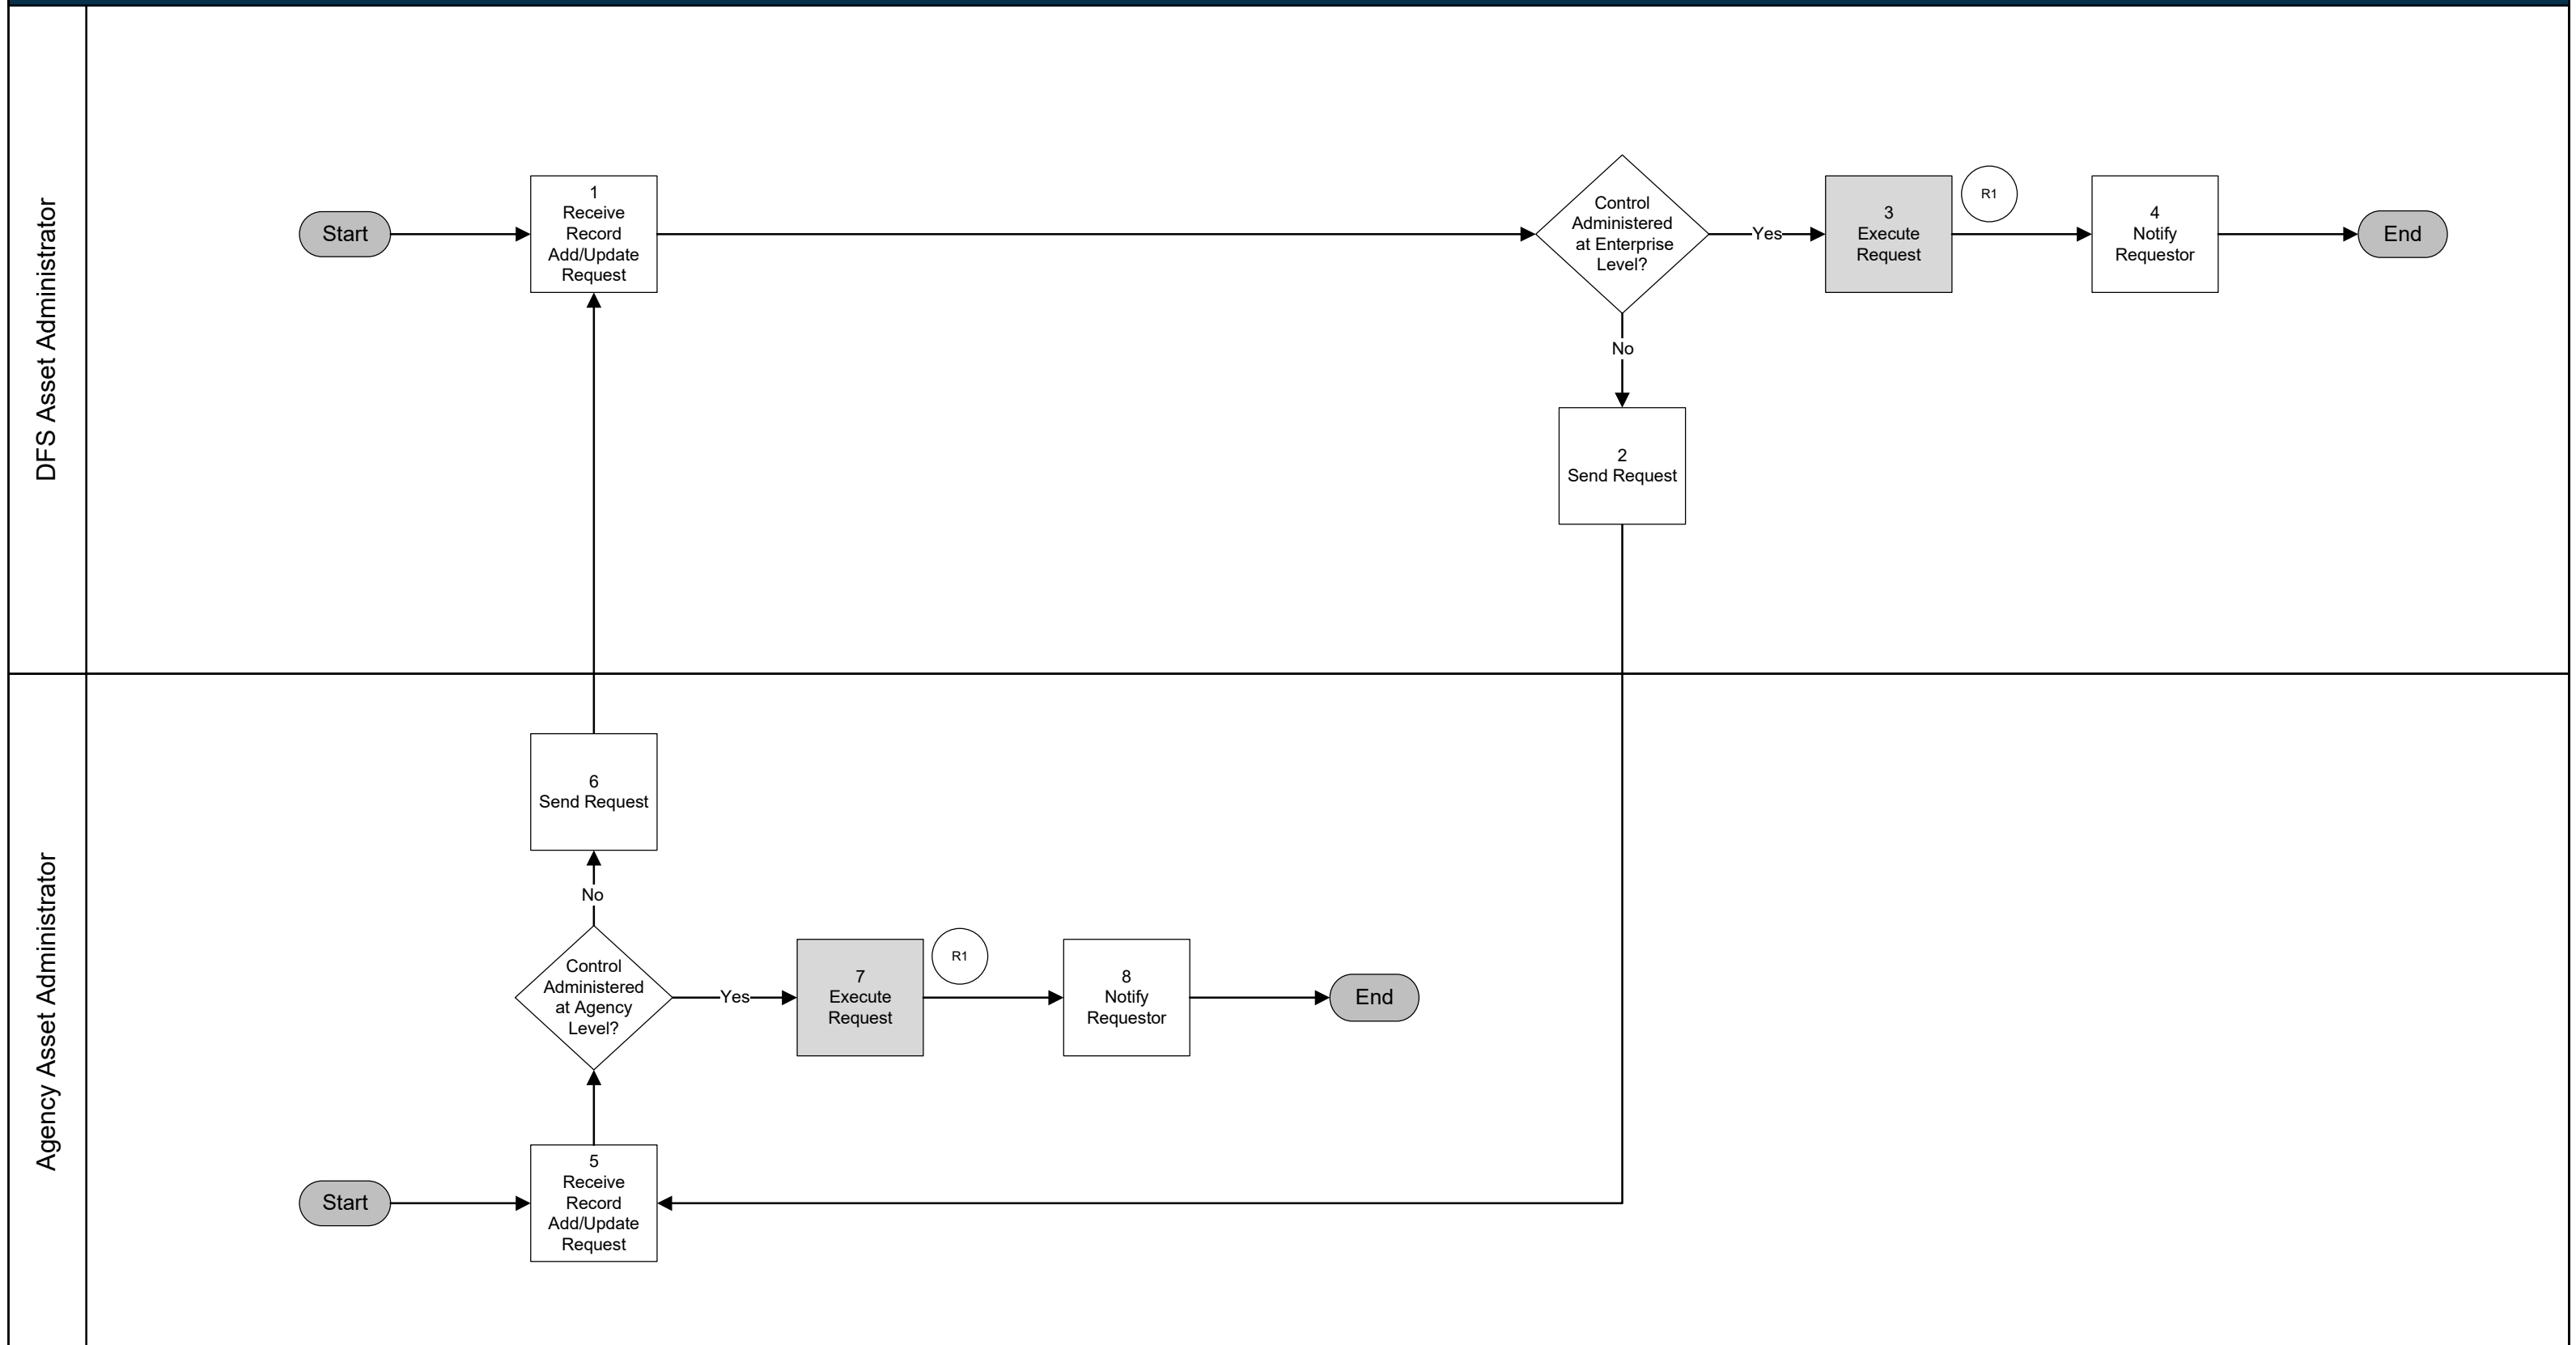 DFS Asset Administrator
Start
1
Receive
Record
Add/Update
Request
Control
Administered
at Enterprise
Level?
Yes
3
Execute
Request
R1
4
Notify
Requestor
End
No
2
Send Request
Agency Asset Administrator
6
Send Request
No
Control
Administered
at Agency
Level?
Yes
7
Execute
Request
R1
8
Notify
Requestor
End
Start
5
Receive
Record
Add/Update
Request